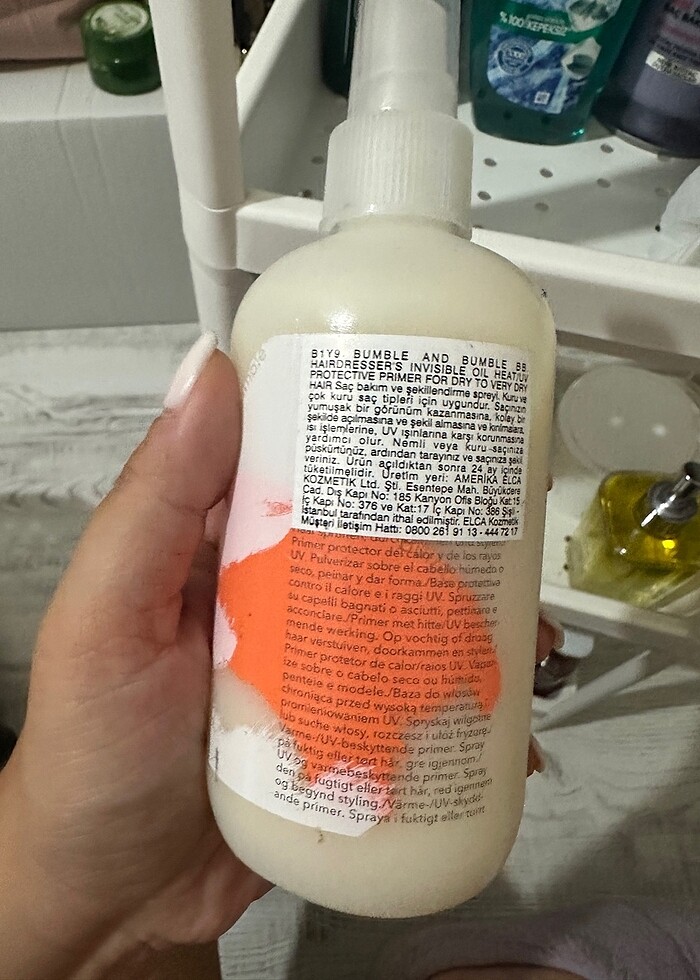 %100 KEPEKSİZ
B1Y9 BUMBLE AND BUMBLE BB.
HAIRDRESSER'S INVISIBLE OIL HEAT/UV
PROTECTIVE PRIMER FOR DRY TO VERY DRY
HAIR Saç bakım ve şekillendirme spreyi. Kuru ve
çok kuru saç tipleri için uygundur. Saçınızın
yumuşak bir görünüm kazanmasına, kolay bir
şekilde açılmasına ve şekil almasına ve kırılmalara,
ısı işlemlerine, UV ışınlarına karşı korunmasına
yardımcı olur. Nemli veya kuru saçınıza
püskürtünüz, ardından tarayınız ve saçınıza şekil
veriniz. Ürün açıldıktan sonra 24 ay içinde
tüketilmelidir. Üretim yeri: AMERİKA ELCA
KOZMETİK Ltd. Şti. Esentepe Mah. Büyükdere
Cad. Dış Kapı No: 185 Kanyon Ofis Bloğu Kat:15
İç Kapı No: 376 ve Kat:17 İç Kapı No: 386 Şişli -
İstanbul tarafından ithal edilmiştir. ELCA Kozmetik
Müşteri İletişim Hattı: 0800 261 91 13 - 444 72 17
Primer protector del calor y de los rayos
UV. Pulverizar sobre el cabello húmedo o
seco, peinar y dar forma./Base protettiva
contro il calore e i raggi UV. Spruzzare
su capelli bagnati o asciutti, pettinare e
acconciare./Primer met hitte/UV bescher-
mende werking. Op vochtig of droog
haar verstuiven, doorkammen en stylen./
Primer protetor de calor/raios UV. Vapor-
ize sobre o cabelo seco ou húmido,
penteie e modele./Baza do włosów
chroniąca przed wysoką temperaturą/
promieniowaniem UV. Spryskaj wilgotne
lub suche włosy, rozczesz i ułóż fryzurę./
Varme-/UV-beskyttende primer. Spray
på fuktig eller tørt hår, gre igjennom./
UV og varmebeskyttende primer. Spray
den på fugtigt eller tørt hår, red igennem
og begynd styling./Värme-/UV-skydd-
ande primer. Spraya i fuktigt eller torrt